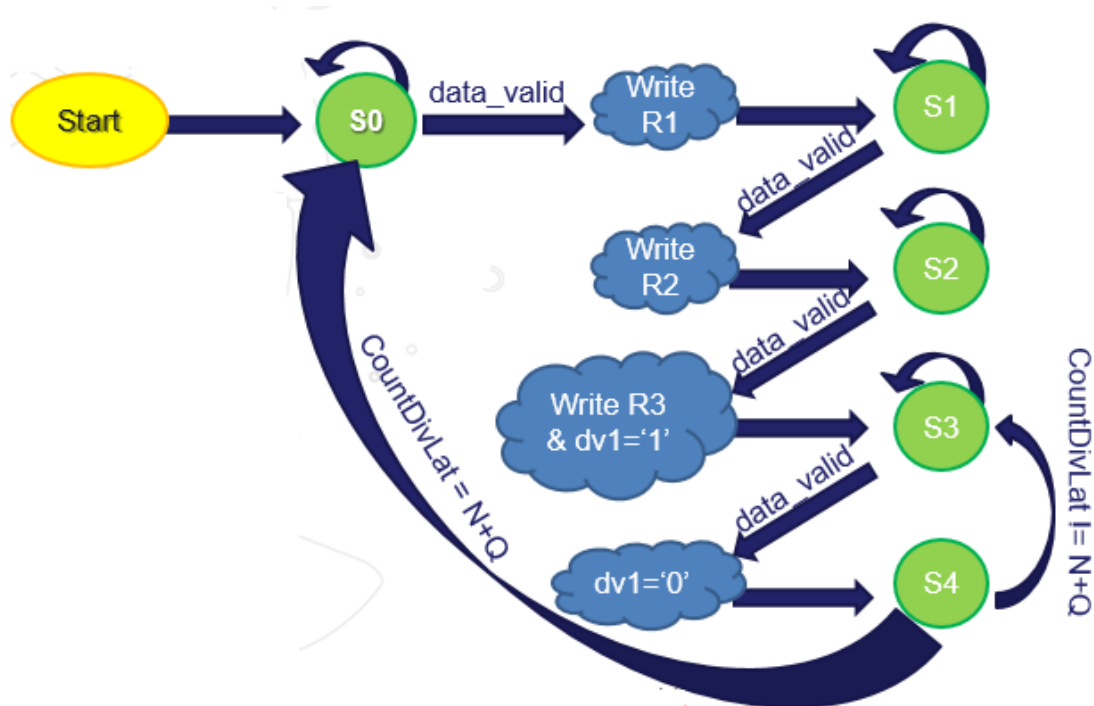 Start
S0
data_valid
Write
R1
S1
data_valid
Write
R2
S2
data_valid
Write R3
& dv1=‘1’
S3
data_valid
dv1=‘0’
S4
CountDivLat = N+Q
CountDivLat != N+Q